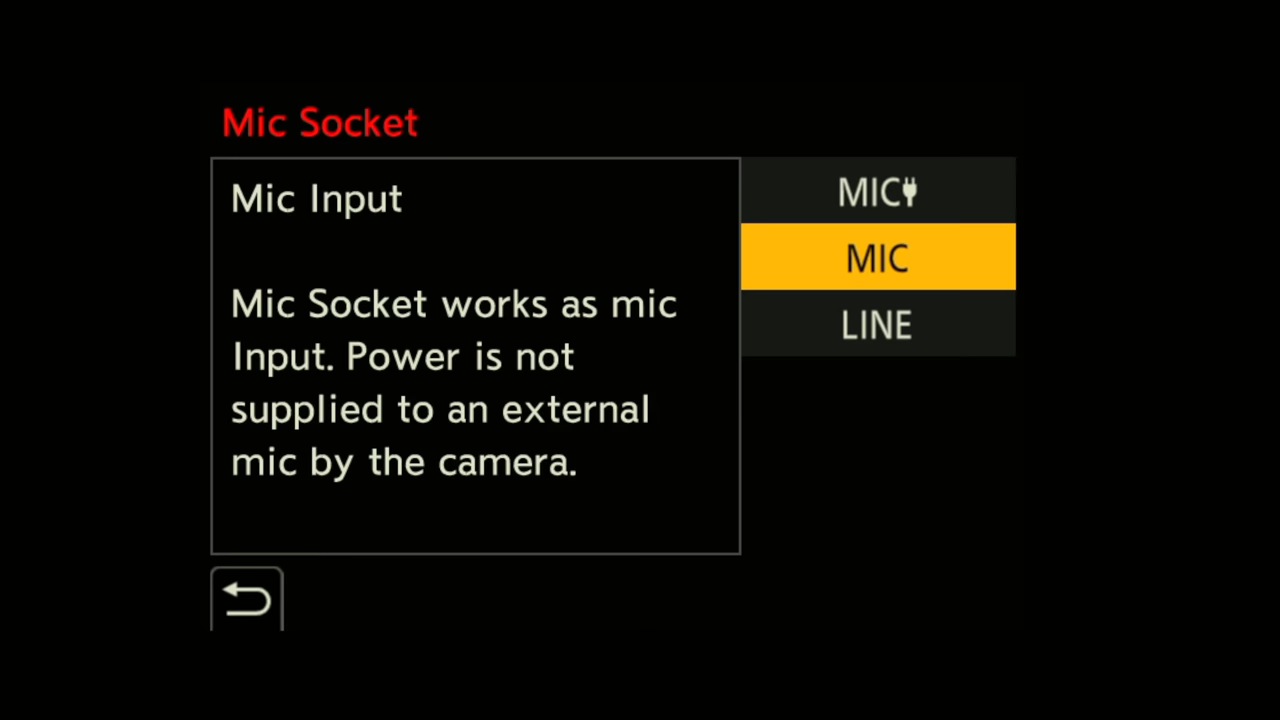 Mic Socket
Mic Input
Mic Socket works as mic
Input. Power is not
supplied to an external
mic by the camera.
MIC
MIC
LINE